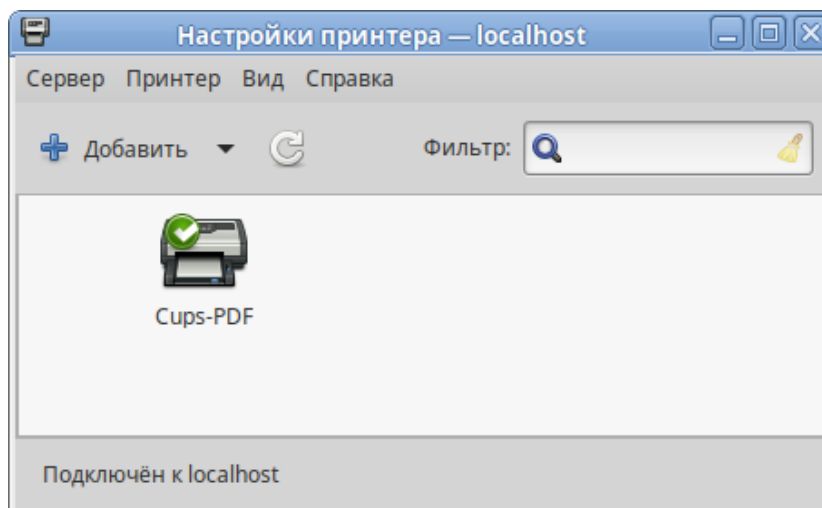 Настройки принтера — localhost
Сервер Принтер Вид Справка
Добавить Фильтр:
Cups-PDF
Подключён к localhost